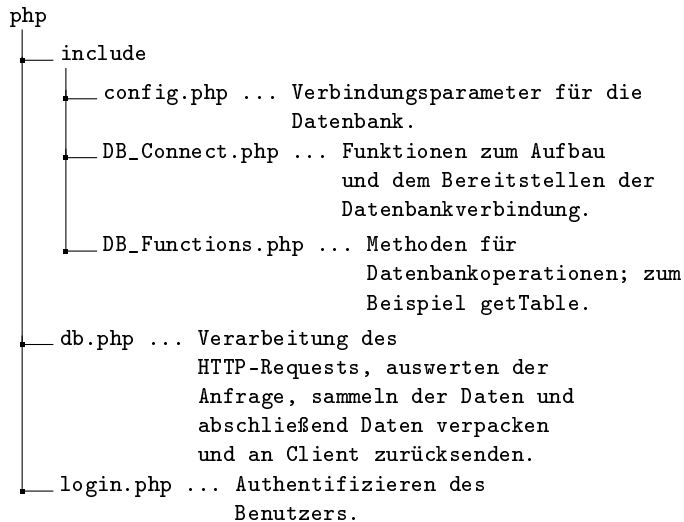 php
include
config.php ... Verbindungsparameter für die
Datenbank.
DB_Connect.php ... Funktionen zum Aufbau
und dem Bereitstellen der
Datenbankverbindung.
DB_Functions.php ... Methoden für
Datenbankoperationen; zum
Beispiel getTable.
db.php ... Verarbeitung des
HTTP-Requests, auswerten der
Anfrage, sammeln der Daten und
abschließend Daten verpacken
und an Client zurücksenden.
login.php ... Authentifizieren des
Benutzers.